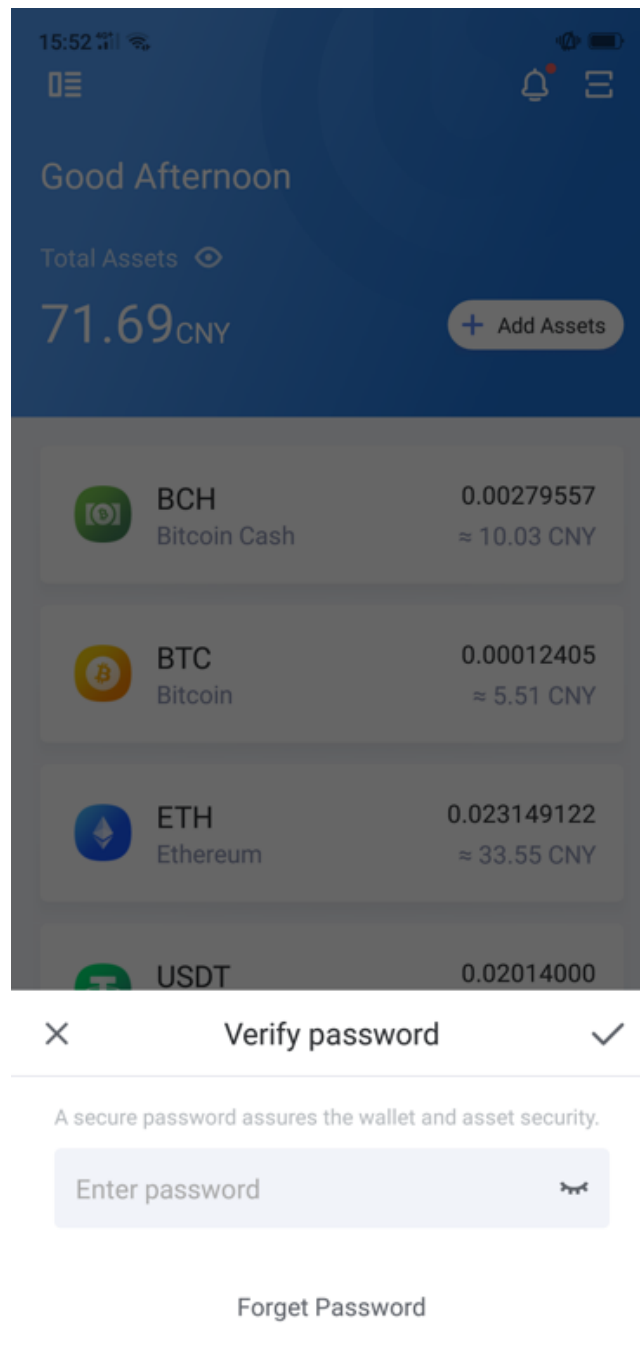 15:52
Good Afternoon
Total Assets
71.69CNY
+ Add Assets
BCH
0.00279557
Bitcoin Cash
≈ 10.03 CNY
BTC
0.00012405
Bitcoin
≈ 5.51 CNY
ETH
0.023149122
Ethereum
≈ 33.55 CNY
USDT
0.02014000
Verify password
A secure password assures the wallet and asset security.
Enter password
Forget Password